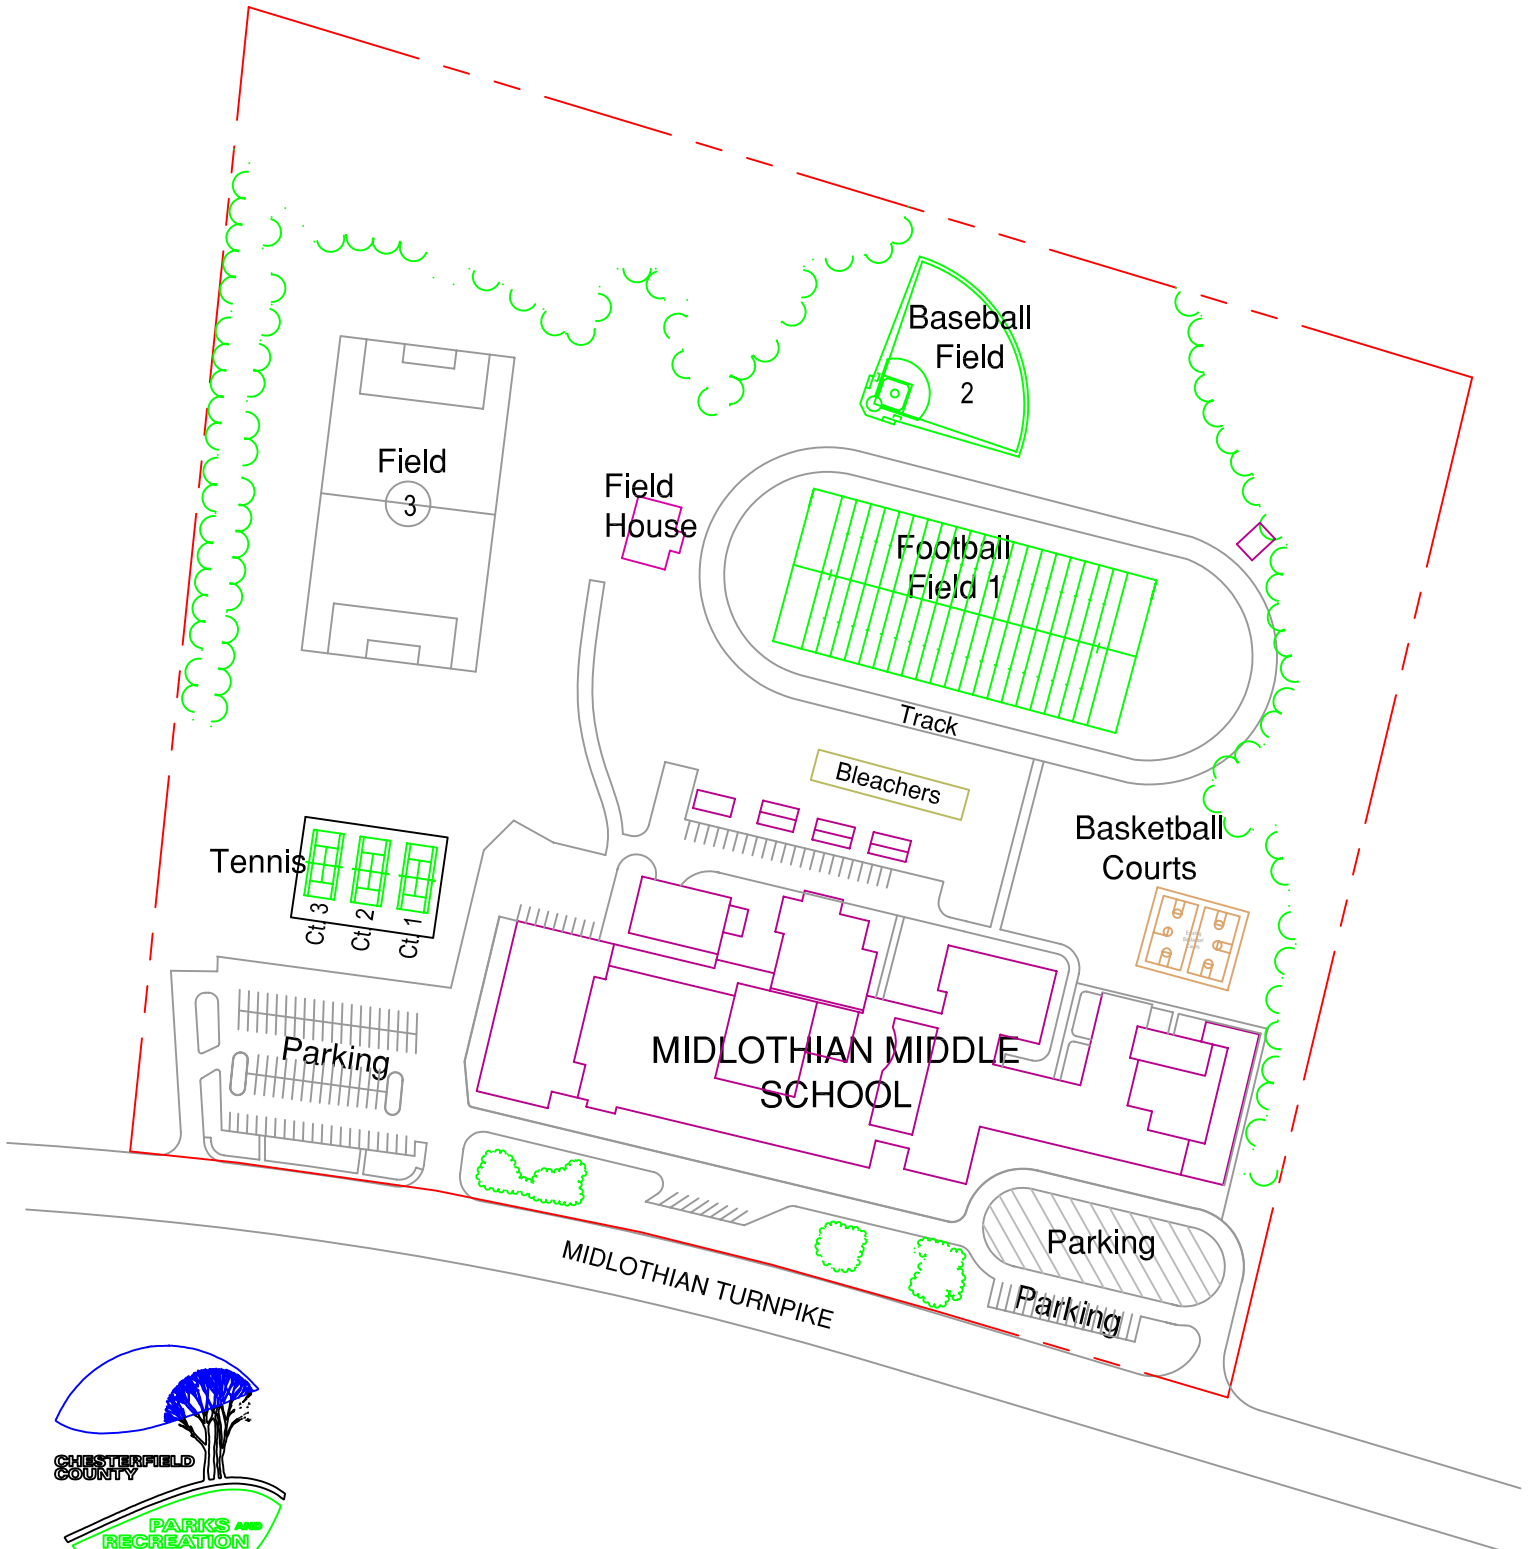 Baseball
Field
2
Field
3
Field
House
Football
Field 1
Track
Bleachers
Basketball
Courts
Tennis
Ct. 3
Ct. 2
Ct. 1
Parking
MIDLOTHIAN MIDDLE
SCHOOL
Parking
Parking
MIDLOTHIAN TURNPIKE
CHESTERFIELD
COUNTY
PARKS AND
RECREATION